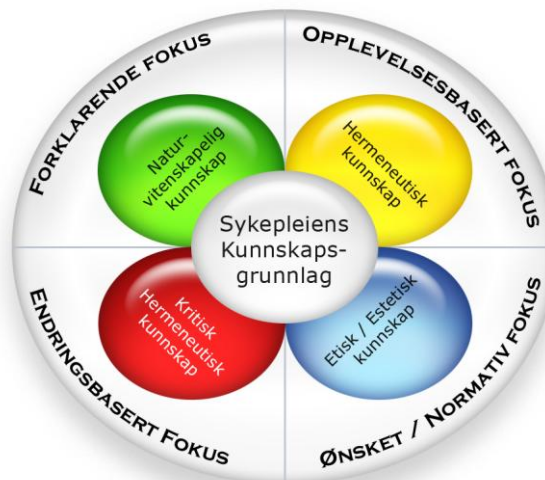 Forklarende fokus
Opplevelsesbasert fokus
Natur-
vitenskapelig
kunnskap
Hermeneutisk
kunnskap
Sykepleiens
Kunnskaps-
grunnlag
Kritisk
Hermeneutisk
kunnskap
Etisk / Estetisk
kunnskap
Endringsbasert Fokus
Ønsket / Normativ fokus